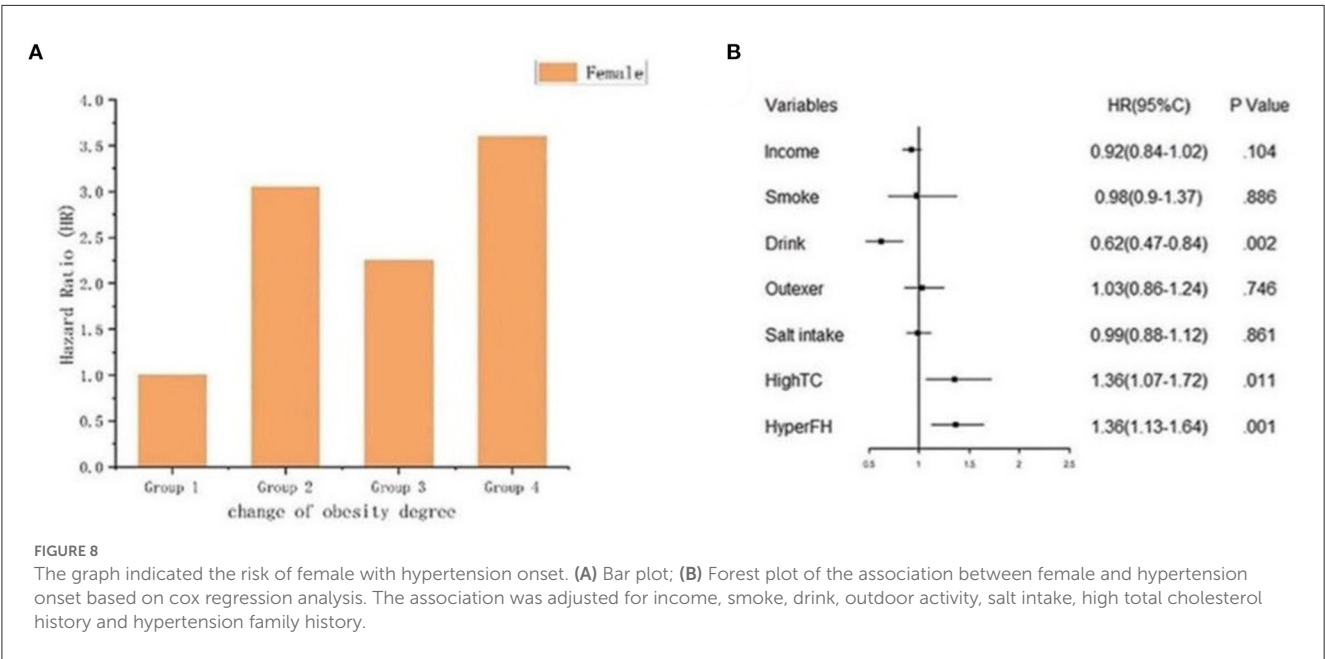 A
Female
4.0
3.5
3.0
2.5
2.0
1.5
1.0
0.5
0.0
Hazard Ratio (HR)
Group 1 Group 2 Group 3 Group 4
change of obesity degree
B
Variables HR(95%C) P Value
Income 0.92(0.84-1.02) .104
Smoke 0.98(0.9-1.37) .886
Drink 0.62(0.47-0.84) .002
Outexer 1.03(0.86-1.24) .746
Salt intake 0.99(0.88-1.12) .861
HighTC 1.36(1.07-1.72) .011
HyperFH 1.36(1.13-1.64) .001
0.5 1 1.5 2 2.5
FIGURE 8
The graph indicated the risk of female with hypertension onset. (A) Bar plot; (B) Forest plot of the association between female and hypertension
onset based on cox regression analysis. The association was adjusted for income, smoke, drink, outdoor activity, salt intake, high total cholesterol
history and hypertension family history.